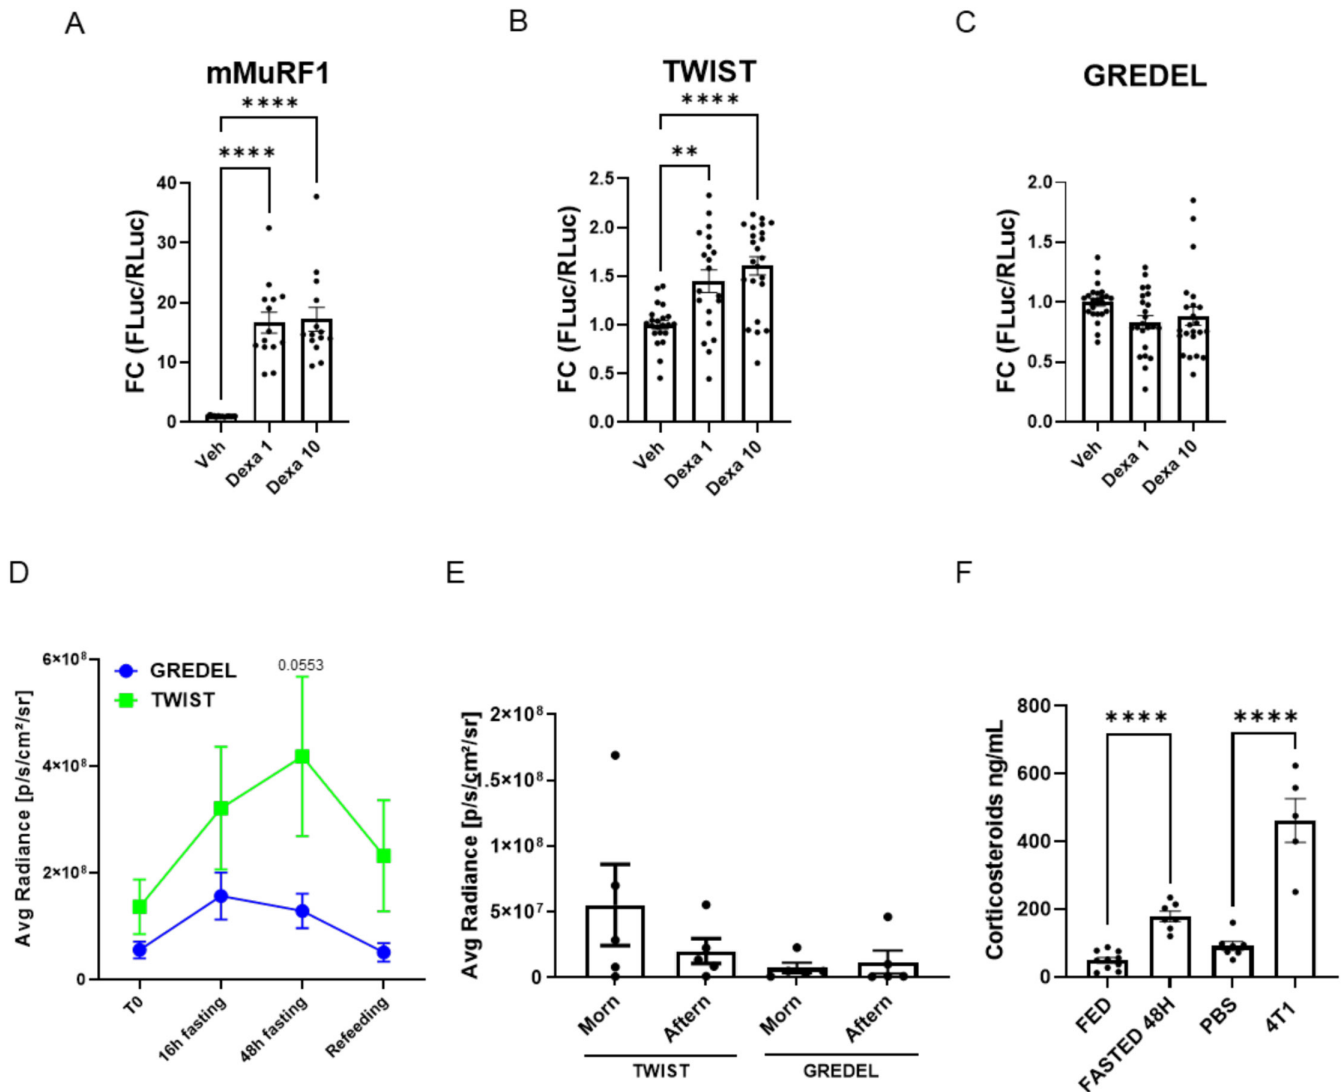 A
mMuRF1
****
****
FC (FLuc/RLuc)
40
30
20
10
0
Veh
Dexa 1
Dexa 10
B
TWIST
****
**
FC (FLuc/RLuc)
2.5
2.0
1.5
1.0
0.5
0.0
Veh
Dexa 1
Dexa 10
C
GREDEL
FC (FLuc/RLuc)
2.0
1.5
1.0
0.5
0.0
Veh
Dexa 1
Dexa 10
D
Avg Radiance [p/s/cm²/sr]
6×10⁸
4×10⁸
2×10⁸
0
GREDEL
TWIST
0.0553
T0
16h fasting
48h fasting
Refeeding
E
Avg Radiance [p/s/cm²/sr]
2×10⁸
1.5×10⁸
1×10⁸
5×10⁷
0
Morn
Aftern
Morn
Aftern
TWIST
GREDEL
F
Corticosteroids ng/mL
800
600
400
200
0
****
****
FED
FASTED 48H
PBS
4T1